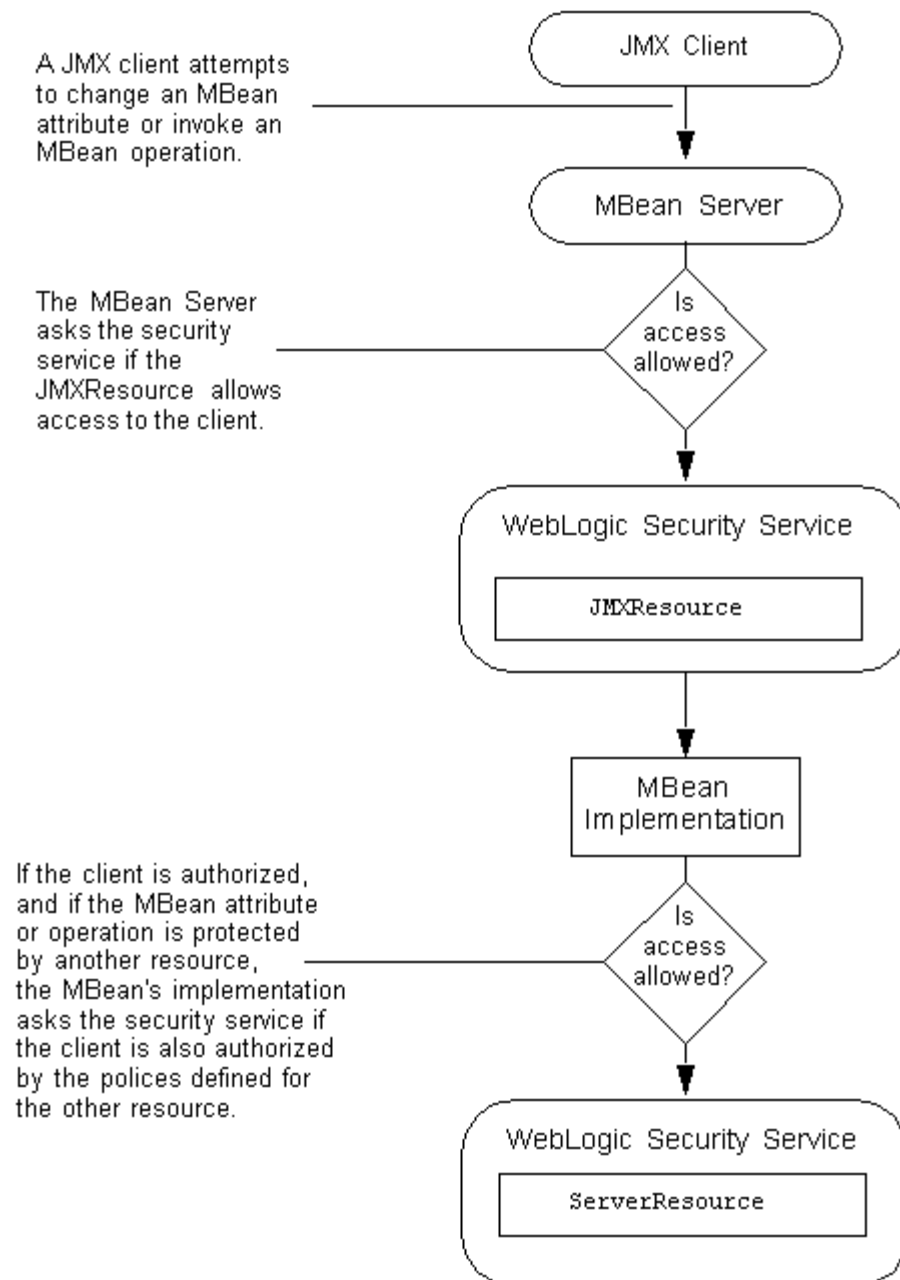 JMX Client
A JMX client attempts
to change an MBean
attribute or invoke an
MBean operation.
MBean Server
The MBean Server
asks the security
service if the
JMXResource allows
access to the client.
Is
access
allowed?
WebLogic Security Service
JMXResource
MBean
Implementation
If the client is authorized,
and if the MBean attribute
or operation is protected
by another resource,
the MBean's implementation
asks the security service if
the client is also authorized
by the polices defined for
the other resource.
Is
access
allowed?
WebLogic Security Service
ServerResource